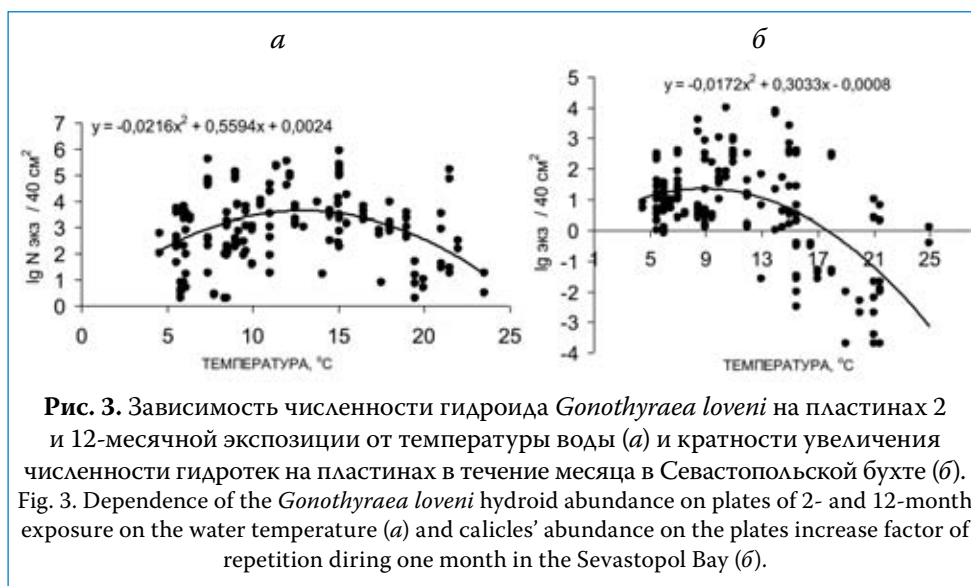 а
б
y = -0,0216x² + 0,5594x + 0,0024
y = -0,0172x² + 0,3033x - 0,0008
lg N экз / 40 см²
7
6
5
4
3
2
1
0
0 5 10 15 20 25
ТЕМПЕРАТУРА, °С
lg экз / 40 см²
5
4
3
2
1
0
-1
-2
-3
-4
1 5 9 13 17 21 25
ТЕМПЕРАТУРА, °С
Рис. 3. Зависимость численности гидроида Gonothyraea loveni на пластинах 2
и 12-месячной экспозиции от температуры воды (а) и кратности увеличения
численности гидротек на пластинах в течение месяца в Севастопольской бухте (б).
Fig. 3. Dependence of the Gonothyraea loveni hydroid abundance on plates of 2- and 12-month
exposure on the water temperature (а) and calicles’ abundance on the plates increase factor of
repetition diring one month in the Sevastopol Bay (б).